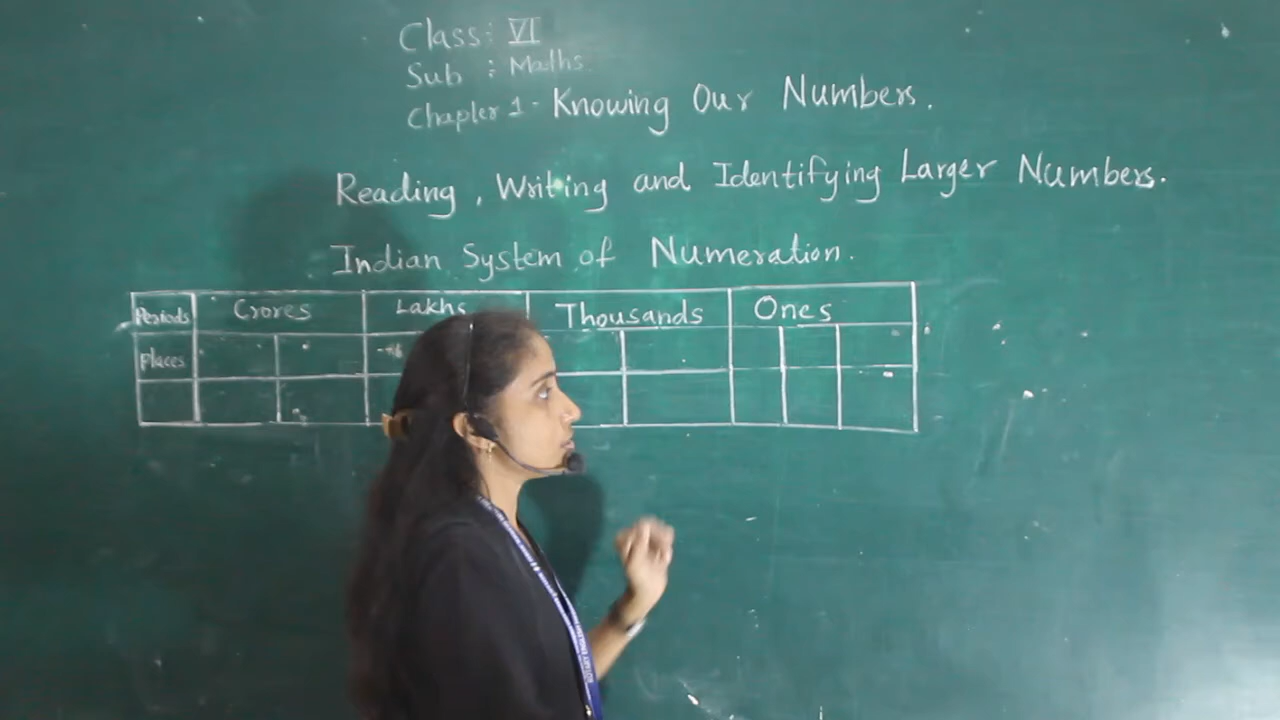 Class : VI
Sub : Maths
Chapter 1 - Knowing Our Numbers.
Reading, Writing and Identifying Larger Numbers.
Indian System of Numeration.
Periods Crores Lakhs Thousands Ones
Places